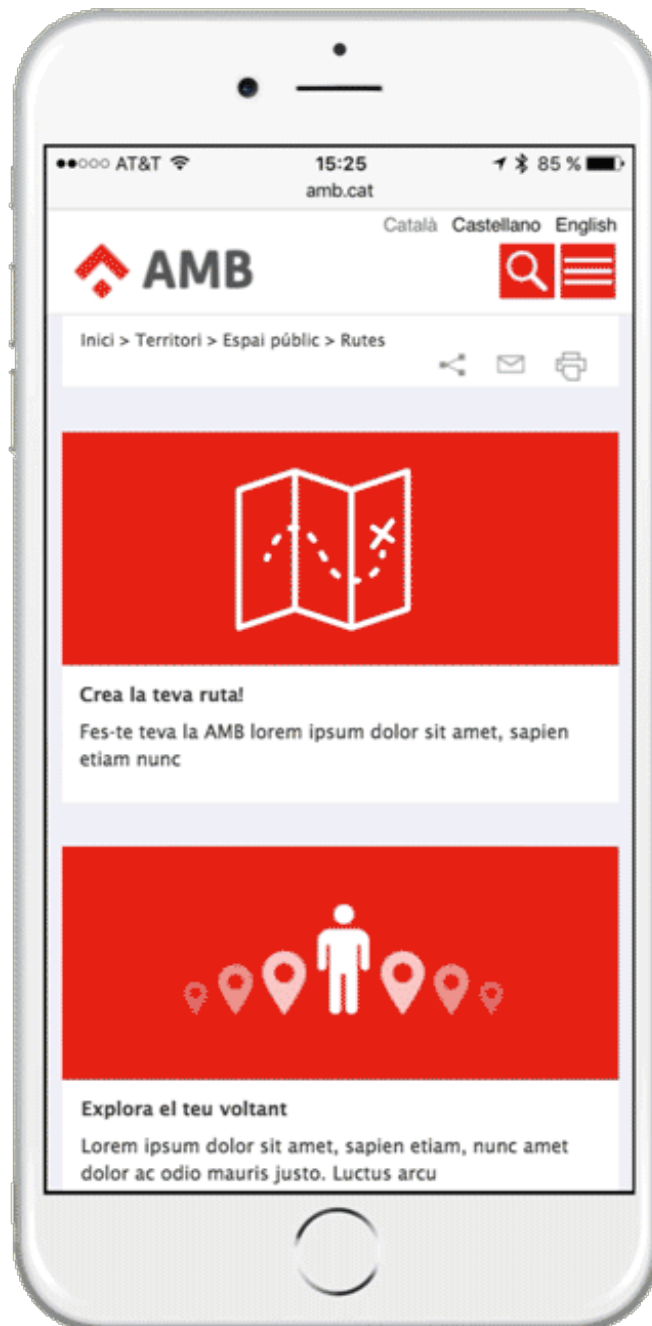 AT&T 15:25 85 %
amb.cat
Català Castellano English
AMB
Inici > Territori > Espai públic > Rutes
Crea la teva ruta!
Fes-te teva la AMB lorem ipsum dolor sit amet, sapien
etiam nunc
Explora el teu voltant
Lorem ipsum dolor sit amet, sapien etiam, nunc amet
dolor ac odio mauris justo. Luctus arcu